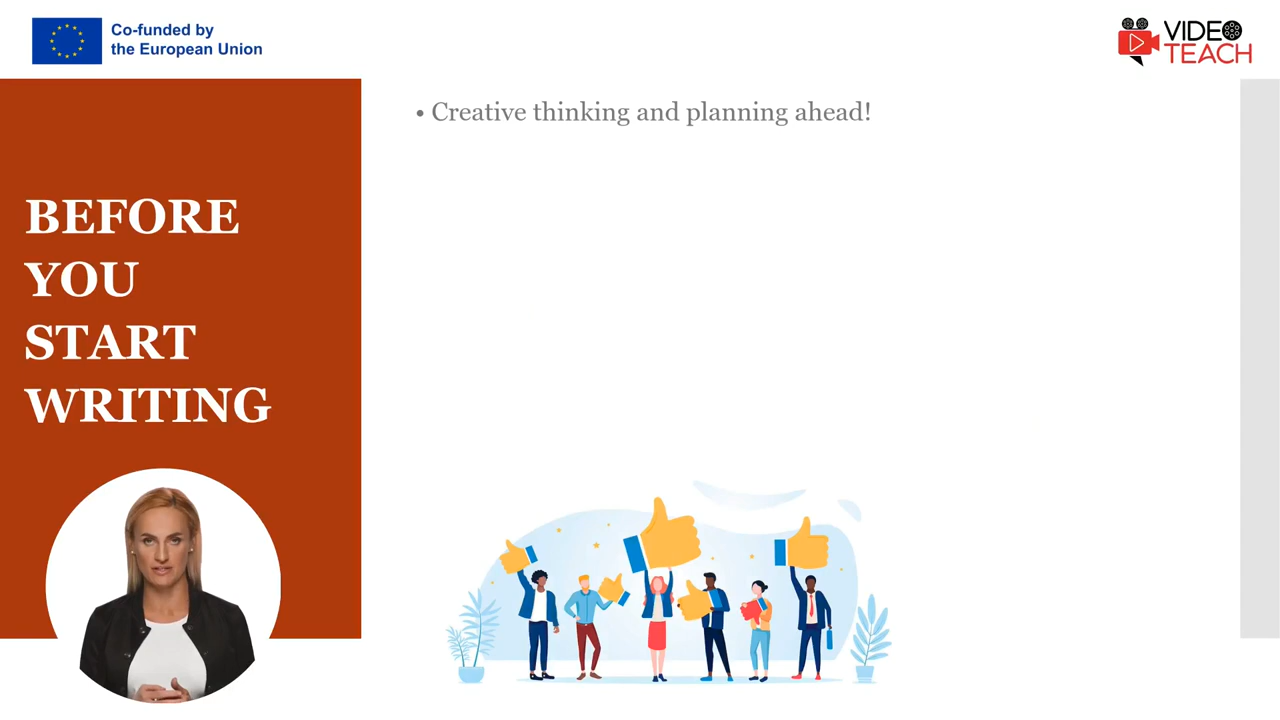 Co-funded by
the European Union
VIDEO
TEACH
BEFORE
YOU
START
WRITING
• Creative thinking and planning ahead!